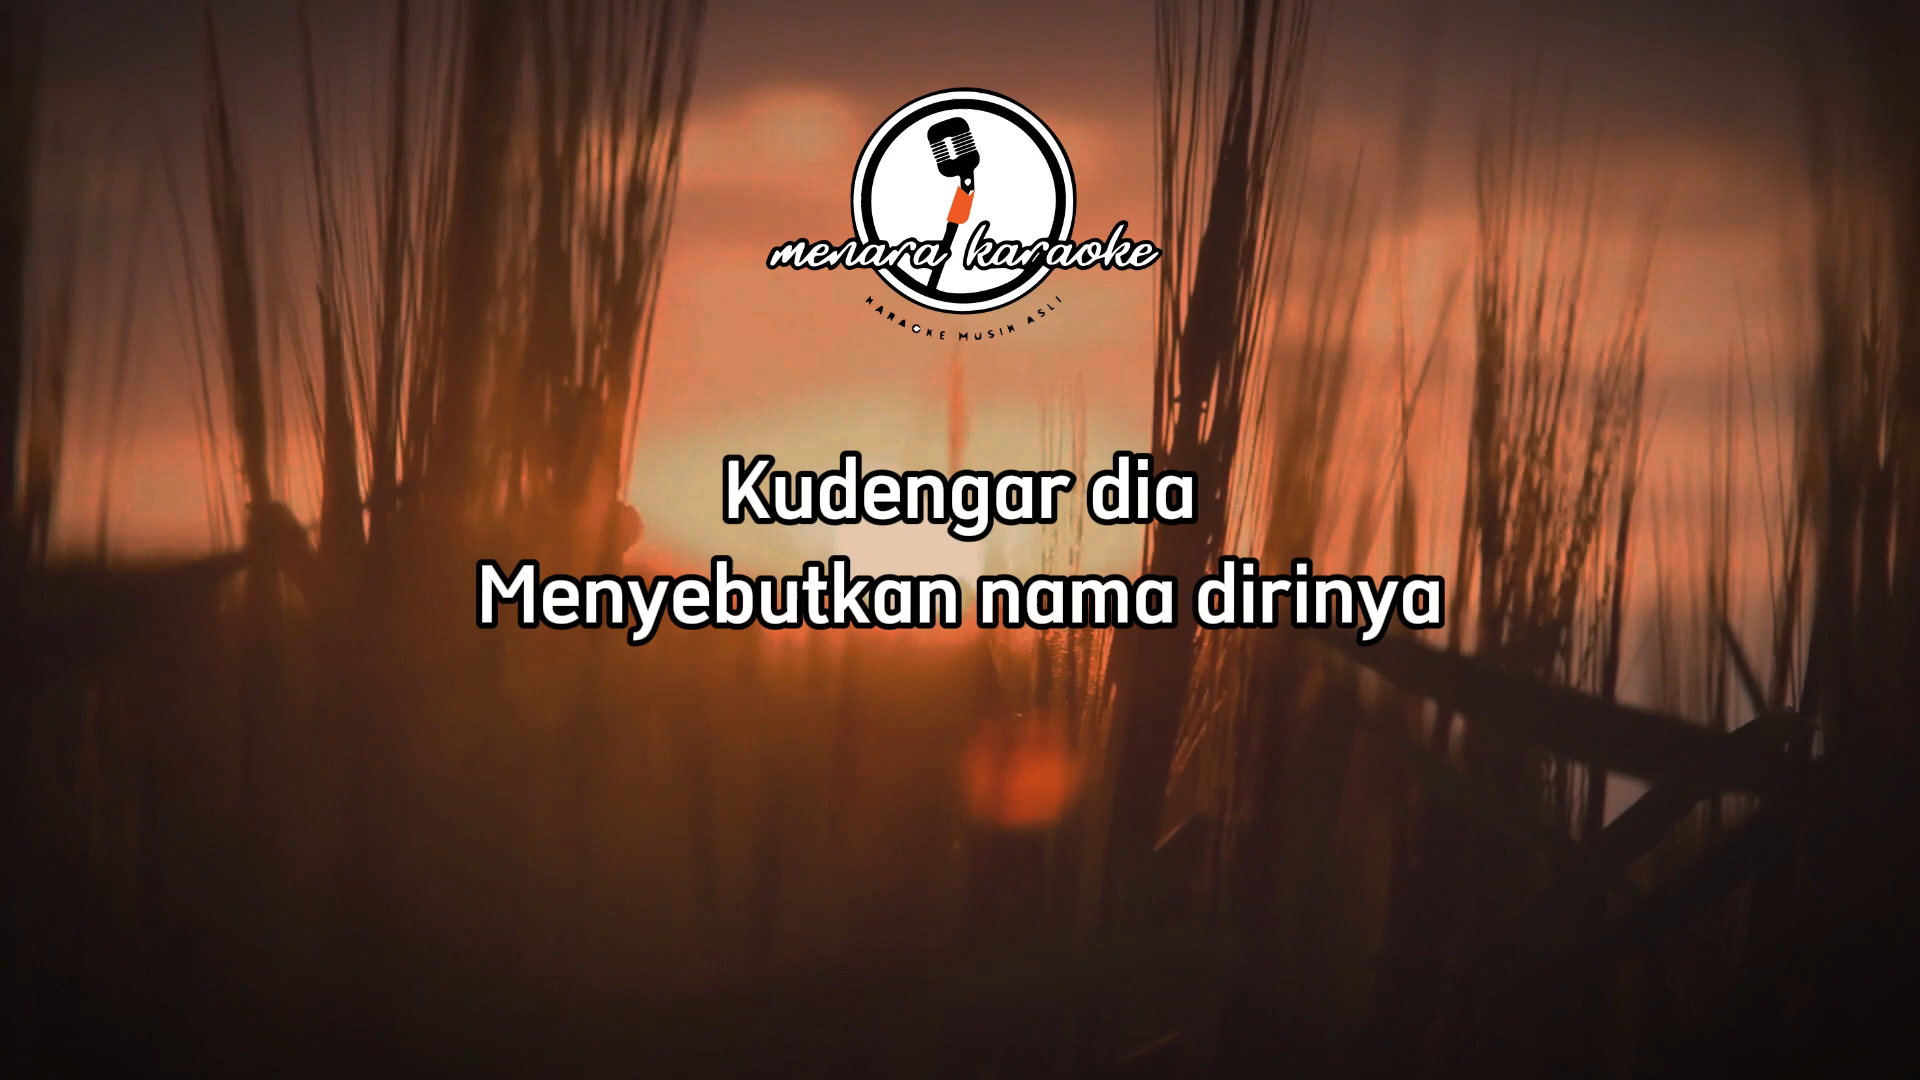 menara karaoke
KARAOKE MUSIK ASLI
Kudengar dia
Menyebutkan nama dirinya